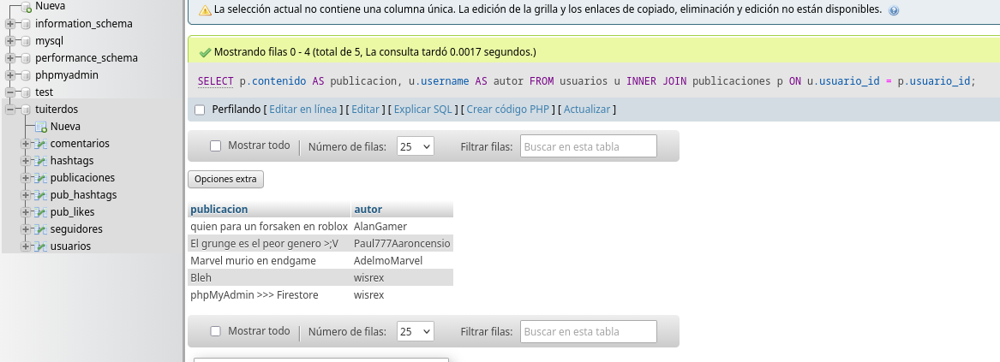 Nueva
information_schema
mysql
performance_schema
phpmyadmin
test
tuiterdos
Nueva
comentarios
hashtags
publicaciones
pub_hashtags
pub_likes
seguidores
usuarios
La selección actual no contiene una columna única. La edición de la grilla y los enlaces de copiado, eliminación y edición no están disponibles.
Mostrando filas 0 - 4 (total de 5, La consulta tardó 0.0017 segundos.)
SELECT p.contenido AS publicacion, u.username AS autor FROM usuarios u INNER JOIN publicaciones p ON u.usuario_id = p.usuario_id;
Perfilando [ Editar en línea ] [ Editar ] [ Explicar SQL ] [ Crear código PHP ] [ Actualizar ]
Mostrar todo Número de filas: 25 Filtrar filas: Buscar en esta tabla
Opciones extra
publicacion autor
quien para un forsaken en roblox AlanGamer
El grunge es el peor genero >;V Paul777Aaroncensio
Marvel murio en endgame AdelmoMarvel
Bleh wisrex
phpMyAdmin >>> Firestore wisrex
Mostrar todo Número de filas: 25 Filtrar filas: Buscar en esta tabla